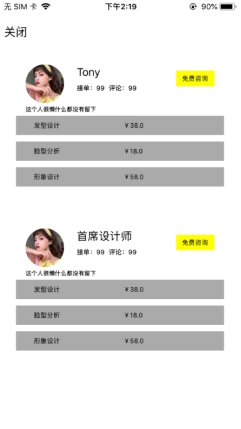 无 SIM 卡 下午2:19 90%
关闭
Tony
接单：99 评论：99
免费咨询
这个人很懒什么都没有留下
发型设计 ￥38.0
脸型分析 ￥18.0
形象设计 ￥58.0
首席设计师
接单：99 评论：99
免费咨询
这个人很懒什么都没有留下
发型设计 ￥38.0
脸型分析 ￥18.0
形象设计 ￥58.0